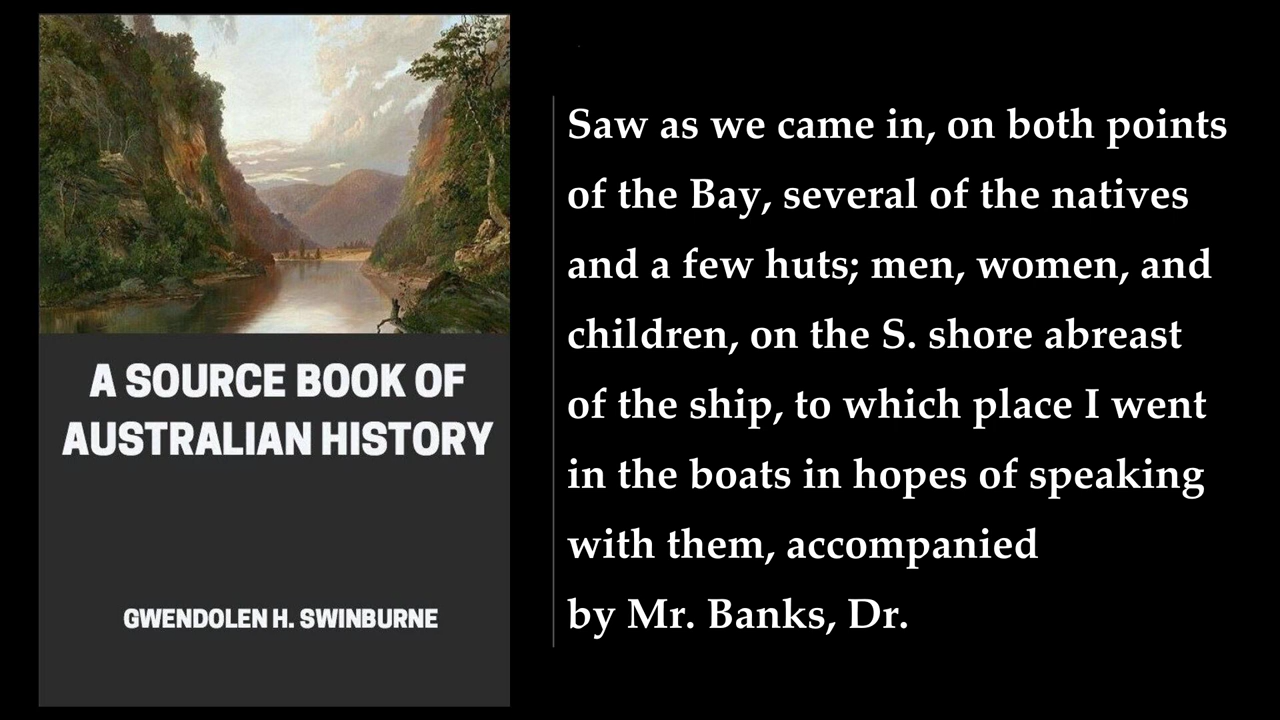 A SOURCE BOOK OF
AUSTRALIAN HISTORY
GWENDOLEN H. SWINBURNE
Saw as we came in, on both points
of the Bay, several of the natives
and a few huts; men, women, and
children, on the S. shore abreast
of the ship, to which place I went
in the boats in hopes of speaking
with them, accompanied
by Mr. Banks, Dr.